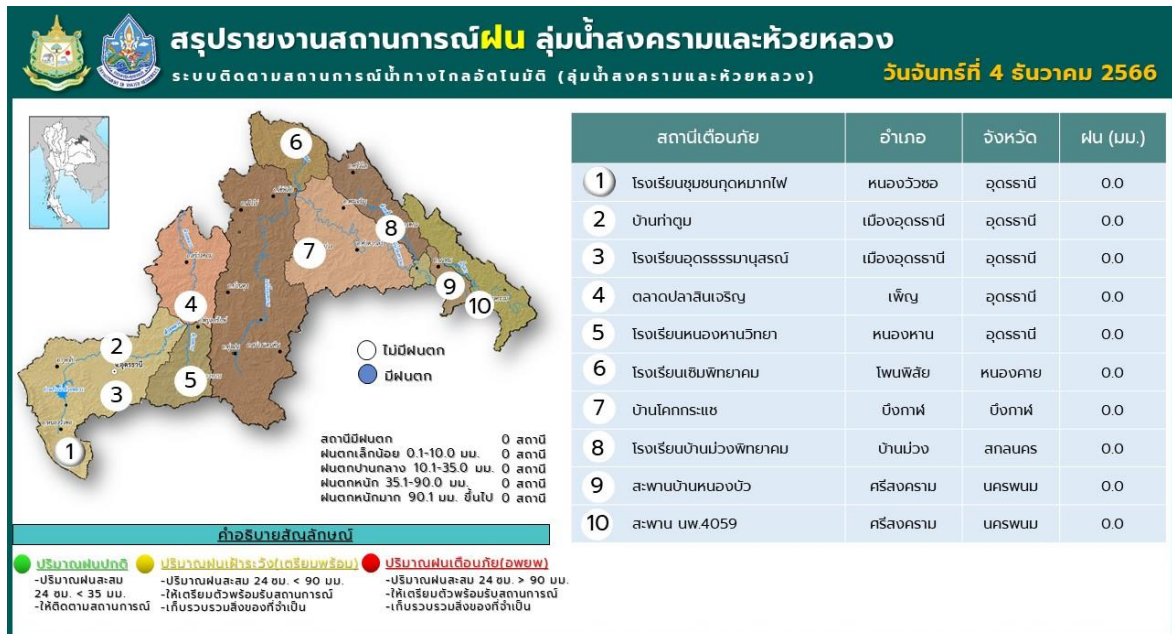 สรุปรายงานสถานการณ์ฝน ลุ่มน้ำสงครามและห้วยหลวง
ระบบติดตามสถานการณ์น้ำทางไกลอัตโนมัติ (ลุ่มน้ำสงครามและห้วยหลวง)
วันจันทร์ที่ 4 ธันวาคม 2566
6
8
7
9
10
4
2
อุดรธานี
5
3
1
ไม่มีฝนตก
มีฝนตก
สถานีมีฝนตก 0 สถานี
ฝนตกเล็กน้อย 0.1-10.0 มม. 0 สถานี
ฝนตกปานกลาง 10.1-35.0 มม. 0 สถานี
ฝนตกหนัก 35.1-90.0 มม. 0 สถานี
ฝนตกหนักมาก 90.1 มม. ขึ้นไป 0 สถานี
สถานีเตือนภัย อำเภอ จังหวัด ฝน (มม.)
1 โรงเรียนชุมชนกุดหมากไฟ หนองวัวซอ อุดรธานี 0.0
2 บ้านท่าตูม เมืองอุดรธานี อุดรธานี 0.0
3 โรงเรียนอุดรธรรมานุสรณ์ เมืองอุดรธานี อุดรธานี 0.0
4 ตลาดปลาสินเจริญ เพ็ญ อุดรธานี 0.0
5 โรงเรียนหนองหานวิทยา หนองหาน อุดรธานี 0.0
6 โรงเรียนเซิมพิทยาคม โพนพิสัย หนองคาย 0.0
7 บ้านโคกกระแซ บึงกาฬ บึงกาฬ 0.0
8 โรงเรียนบ้านม่วงพิทยาคม บ้านม่วง สกลนคร 0.0
9 สะพานบ้านหนองบัว ศรีสงคราม นครพนม 0.0
10 สะพาน นพ.4059 ศรีสงคราม นครพนม 0.0
คำอธิบายสัญลักษณ์
ปริมาณฝนปกติ
-ปริมาณฝนสะสม
24 ชม. < 35 มม.
-ให้ติดตามสถานการณ์
ปริมาณฝนเฝ้าระวัง(เตรียมพร้อม)
-ปริมาณฝนสะสม 24 ชม. < 90 มม.
-ให้เตรียมตัวพร้อมรับสถานการณ์
-เก็บรวบรวมสิ่งของที่จำเป็น
ปริมาณฝนเตือนภัย(อพยพ)
-ปริมาณฝนสะสม 24 ชม. > 90 มม.
-ให้เตรียมตัวพร้อมรับสถานการณ์
-เก็บรวบรวมสิ่งของที่จำเป็น